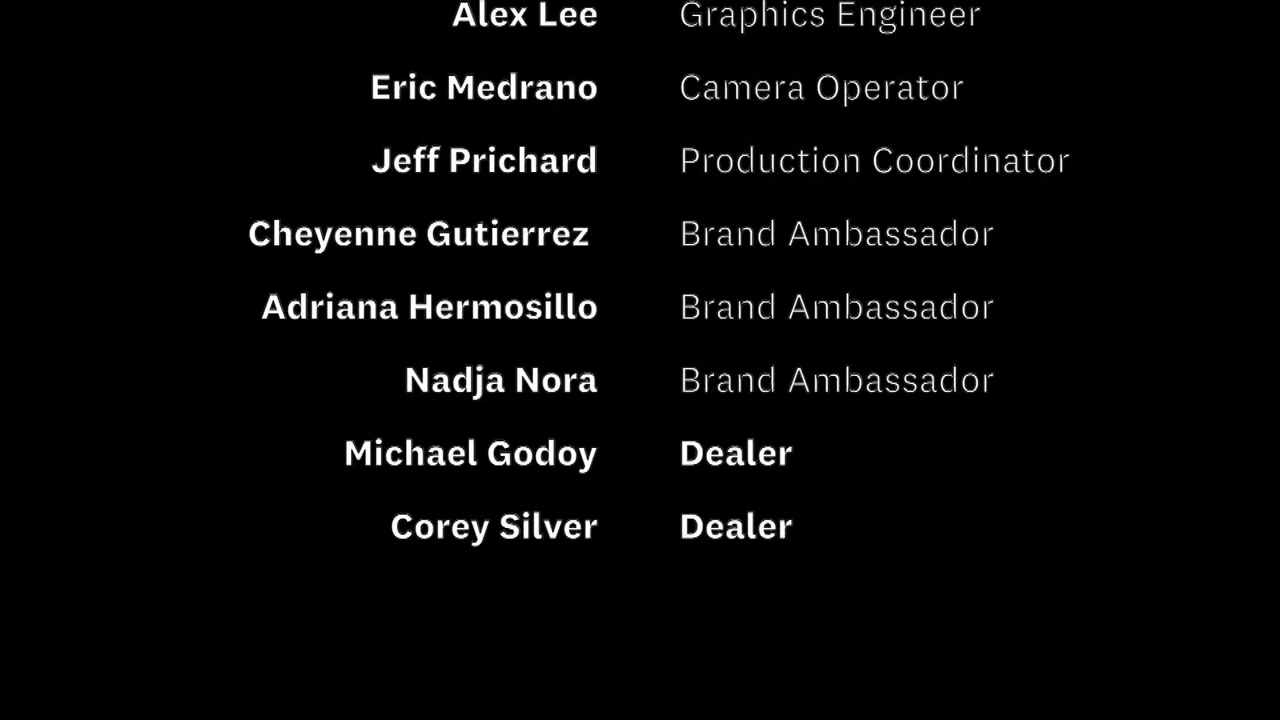 Alex Lee Graphics Engineer
Eric Medrano Camera Operator
Jeff Prichard Production Coordinator
Cheyenne Gutierrez Brand Ambassador
Adriana Hermosillo Brand Ambassador
Nadja Nora Brand Ambassador
Michael Godoy Dealer
Corey Silver Dealer